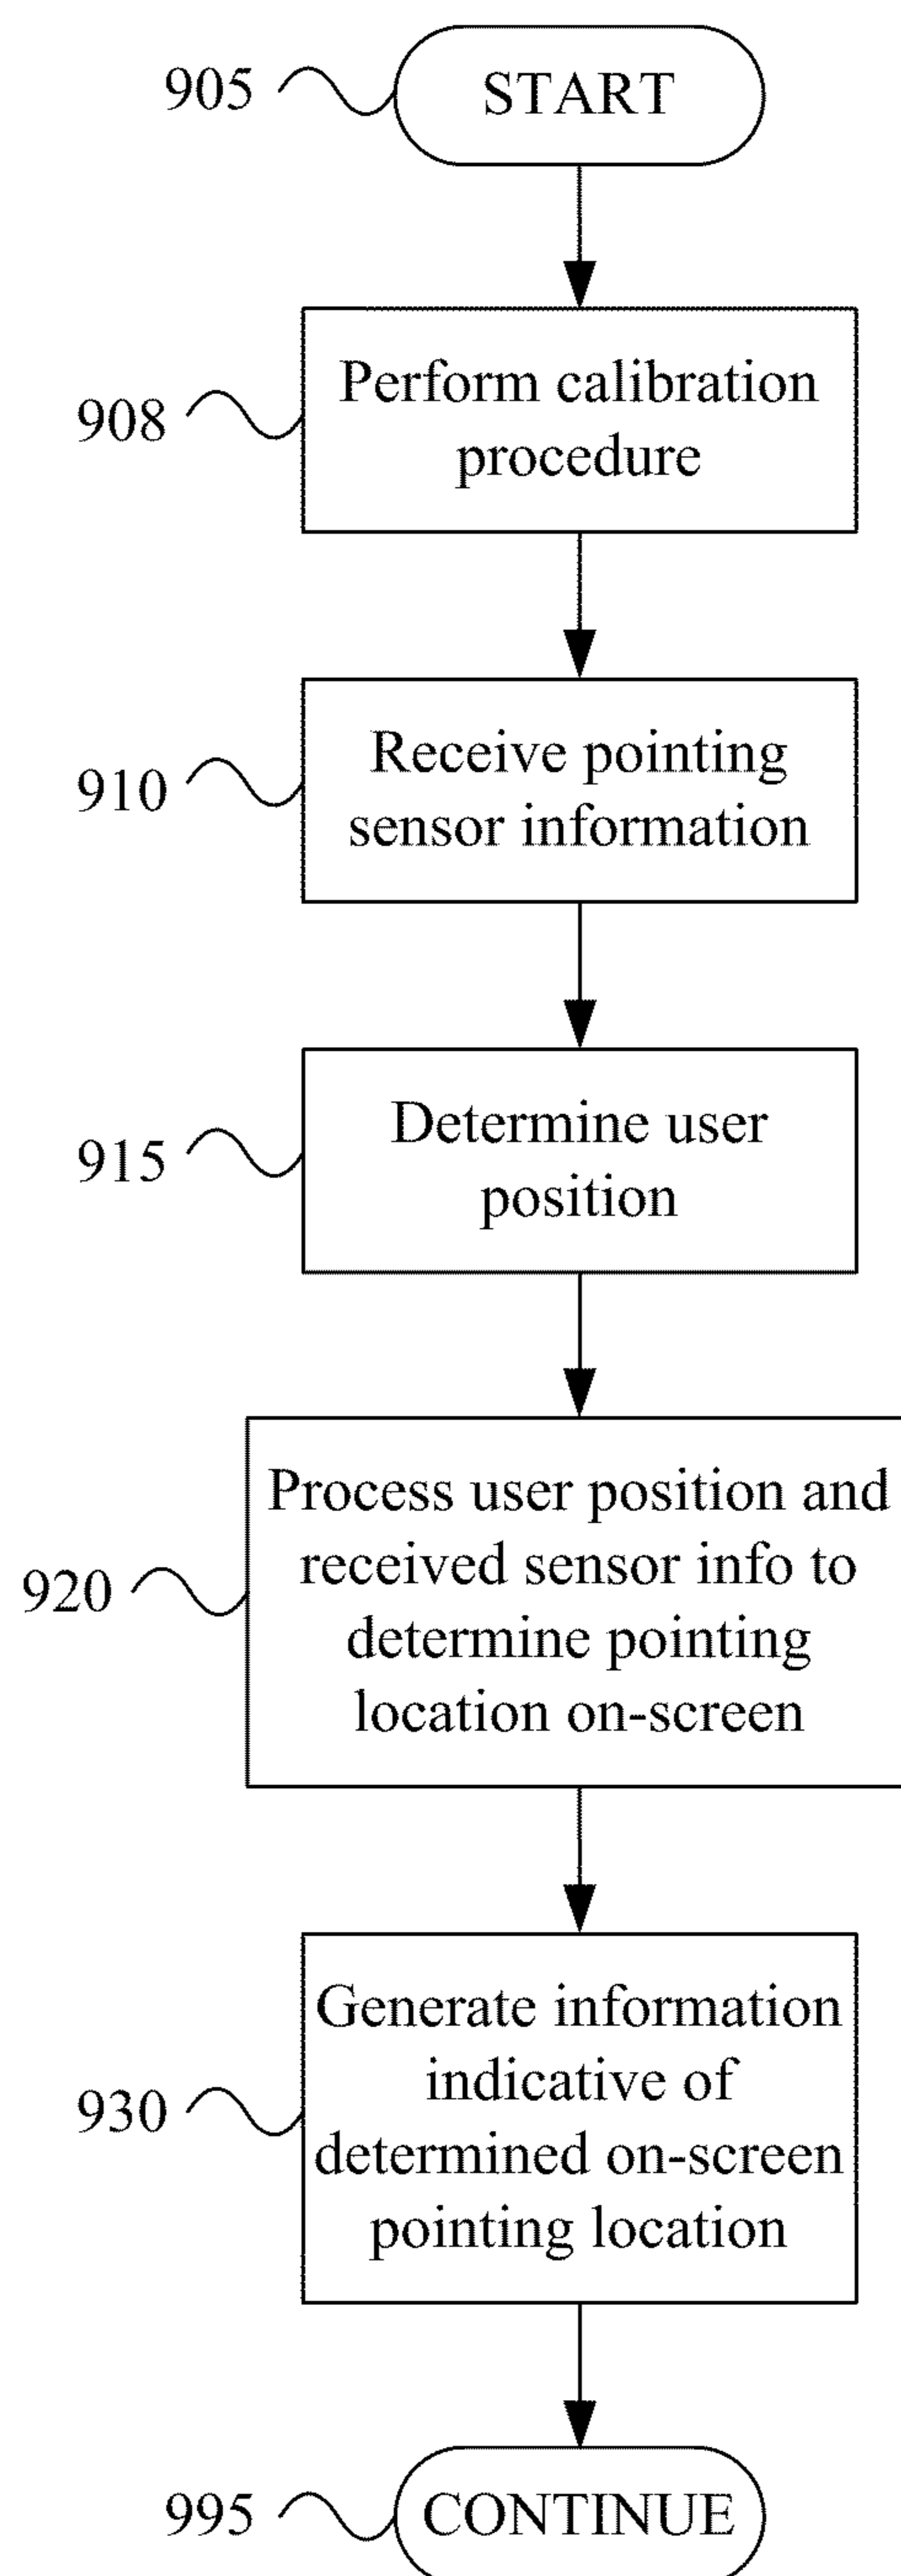 905
START
908
Perform calibration
procedure
910
Receive pointing
sensor information
915
Determine user
position
920
Process user position and
received sensor info to
determine pointing
location on-screen
930
Generate information
indicative of
determined on-screen
pointing location
995
CONTINUE